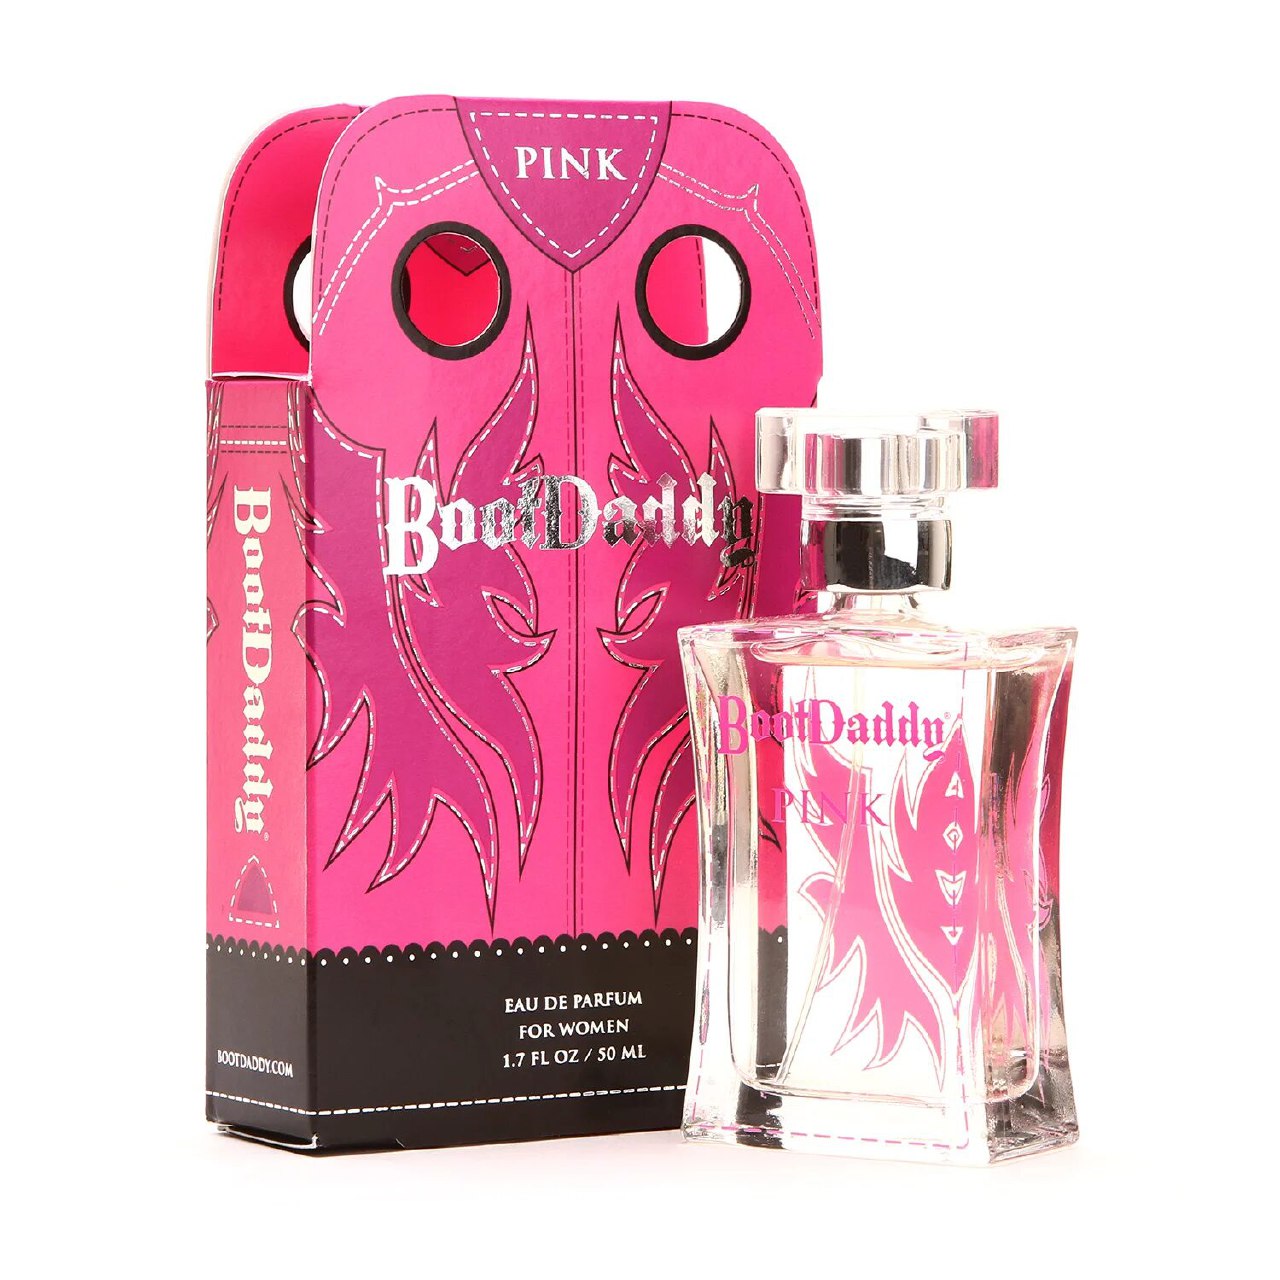 PINK
BootDaddy
EAU DE PARFUM
FOR WOMEN
1.7 FL OZ / 50 ML
BootDaddy®
BOOTDADDY.COM
BootDaddy®
PINK